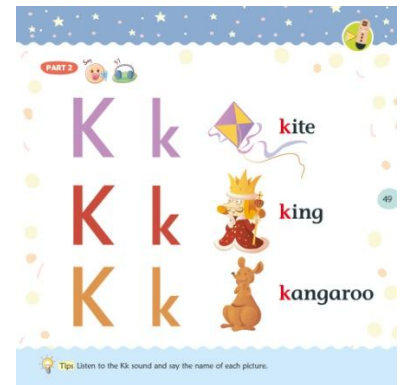 PART 2
K k kite
49
K k king
K k kangaroo
Tips Listen to the Kk sound and say the name of each picture.